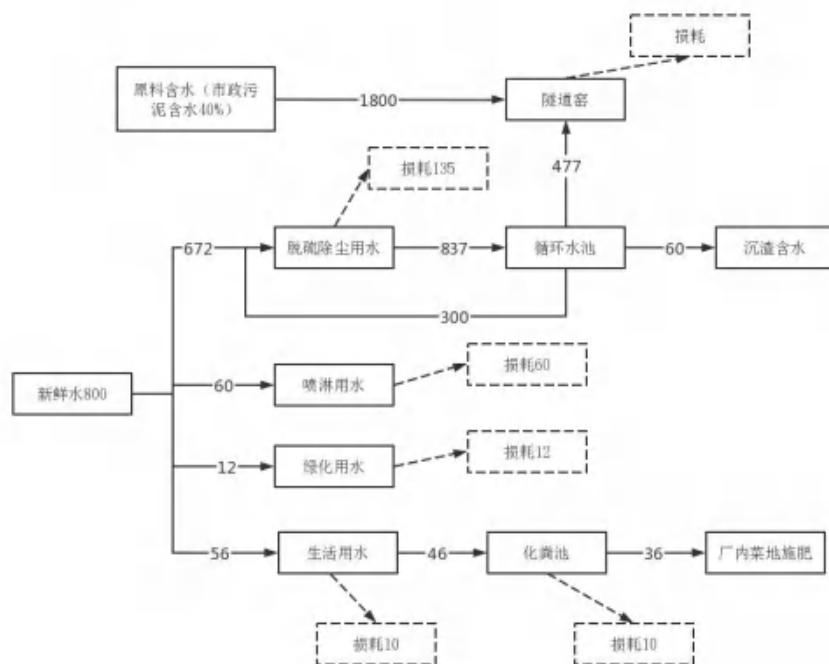 损耗
原料含水（市政污
泥含水40%）
1800
隧道窑
损耗135
477
672
脱硫除尘用水
837
循环水池
60
沉渣含水
300
新鲜水800
60
喷淋用水
损耗60
12
绿化用水
损耗12
56
生活用水
46
化粪池
36
厂内菜地施肥
损耗10
损耗10